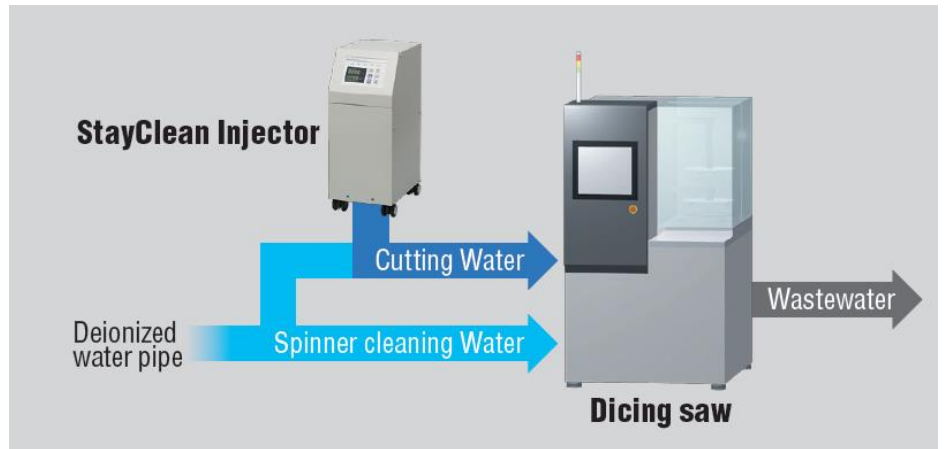 StayClean Injector
Cutting Water
Deionized
water pipe
Spinner cleaning Water
Wastewater
Dicing saw